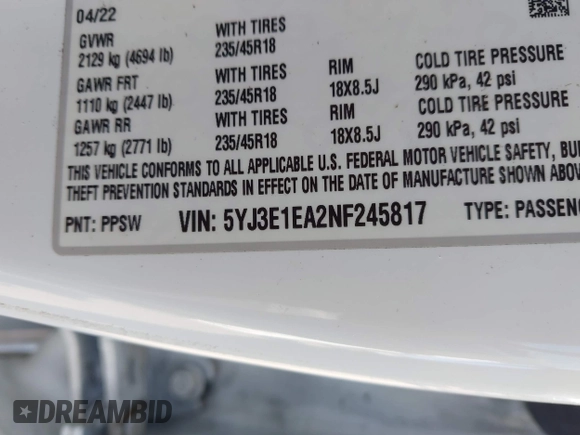 04/22
GVWR WITH TIRES
2129 kg (4694 lb) 235/45R18
GAWR FRT WITH TIRES RIM COLD TIRE PRESSURE
1110 kg (2447 lb) 235/45R18 18X8.5J 290 kPa, 42 psi
GAWR RR WITH TIRES RIM COLD TIRE PRESSURE
1257 kg (2771 lb) 235/45R18 18X8.5J 290 kPa, 42 psi
THIS VEHICLE CONFORMS TO ALL APPLICABLE U.S. FEDERAL MOTOR VEHICLE SAFETY, BU
THEFT PREVENTION STANDARDS IN EFFECT ON THE DATE OF MANUFACTURE SHOWN ABOV
PNT: PPSW VIN: 5YJ3E1EA2NF245817 TYPE: PASSEN
DREAMBID